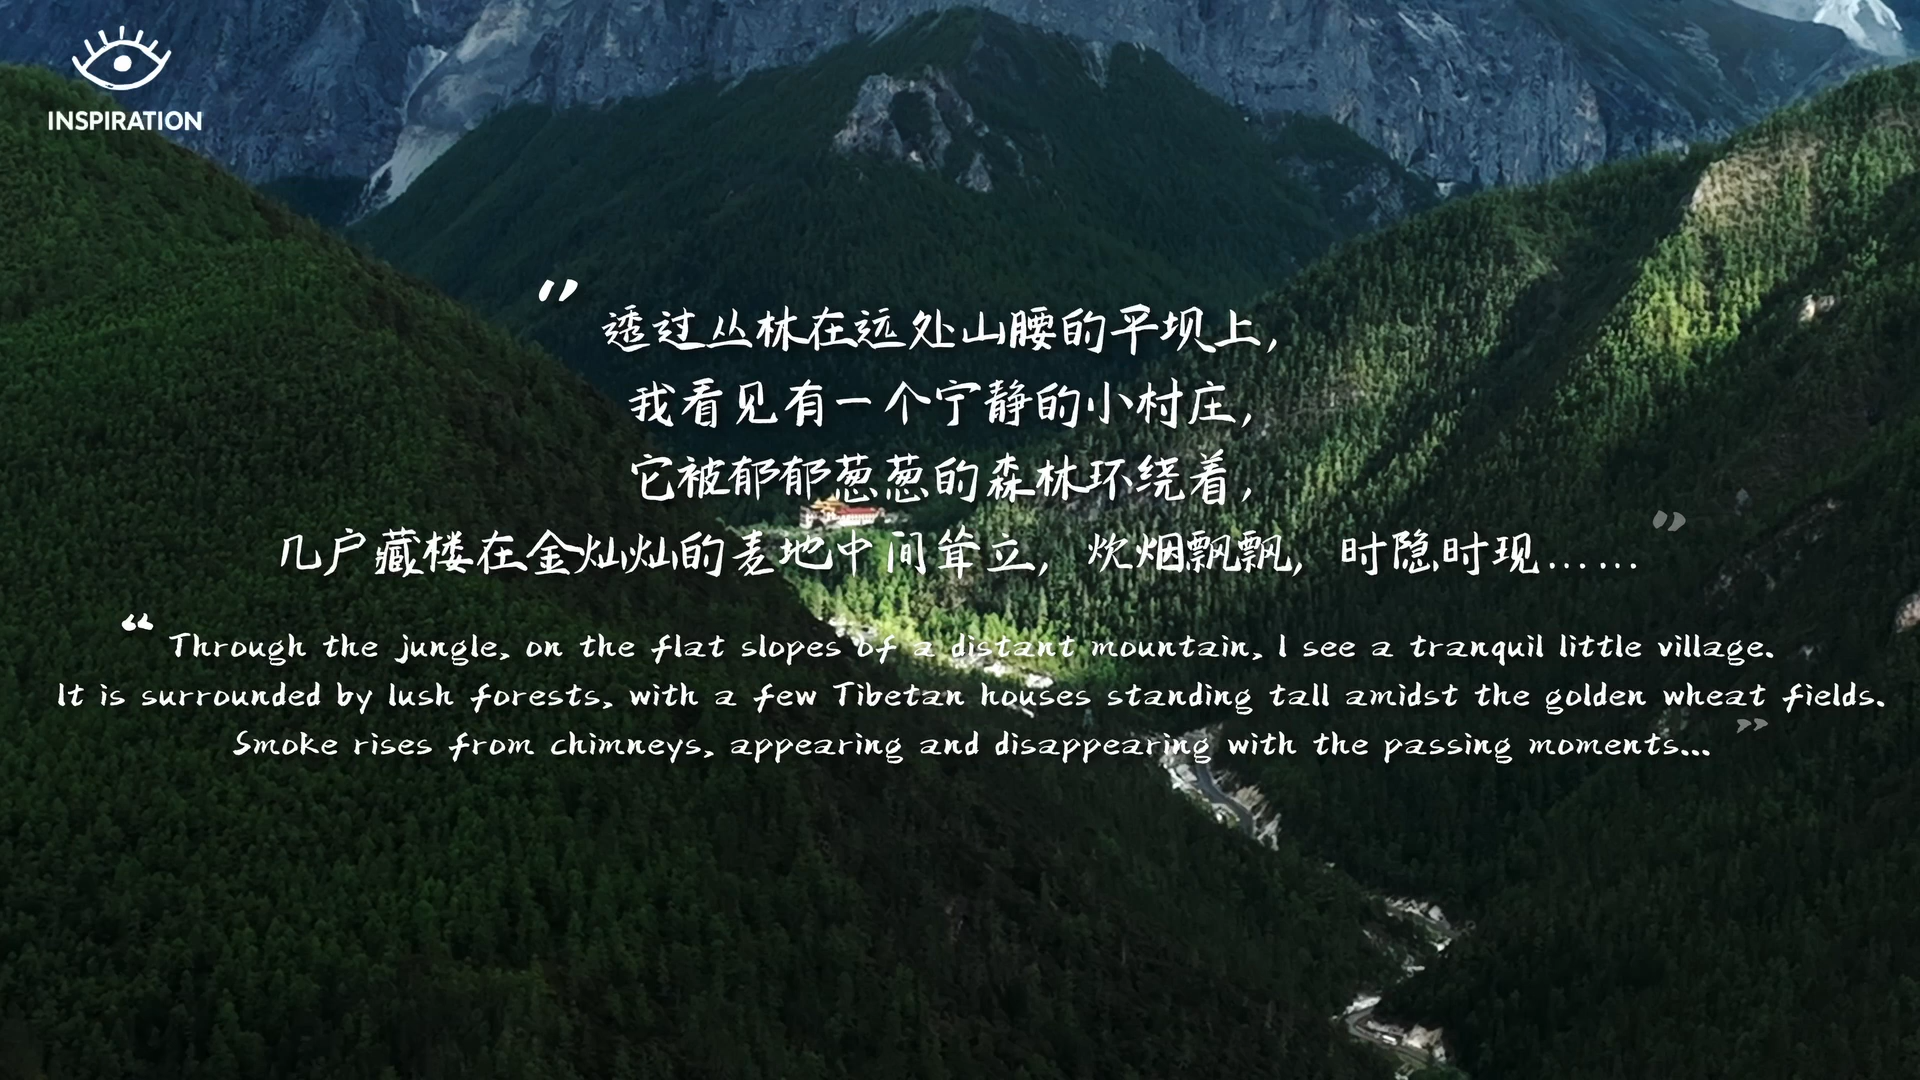 INSPIRATION
"透过丛林在远处山腰的平坝上,
我看见有一个宁静的小村庄,
它被郁郁葱葱的森林环绕着,
几户藏楼在金灿灿的麦地中间耸立, 炊烟飘飘, 时隐时现……”
“Through the jungle, on the flat slopes of a distant mountain, I see a tranquil little village.
It is surrounded by lush forests, with a few Tibetan houses standing tall amidst the golden wheat fields.
Smoke rises from chimneys, appearing and disappearing with the passing moments...”